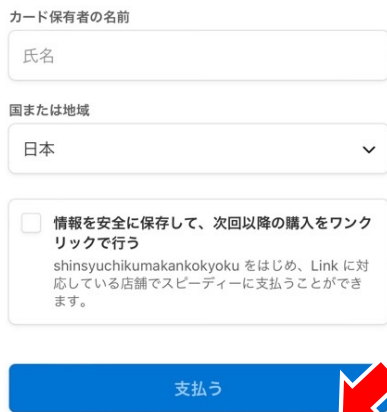 カード保有者の名前
氏名
国または地域
日本
情報を安全に保存して、次回以降の購入をワンク
リックで行う
shinsyuchikumakankokyoku をはじめ、Link に対
応している店舗でスピーディーに支払うことができ
ます。
支払う